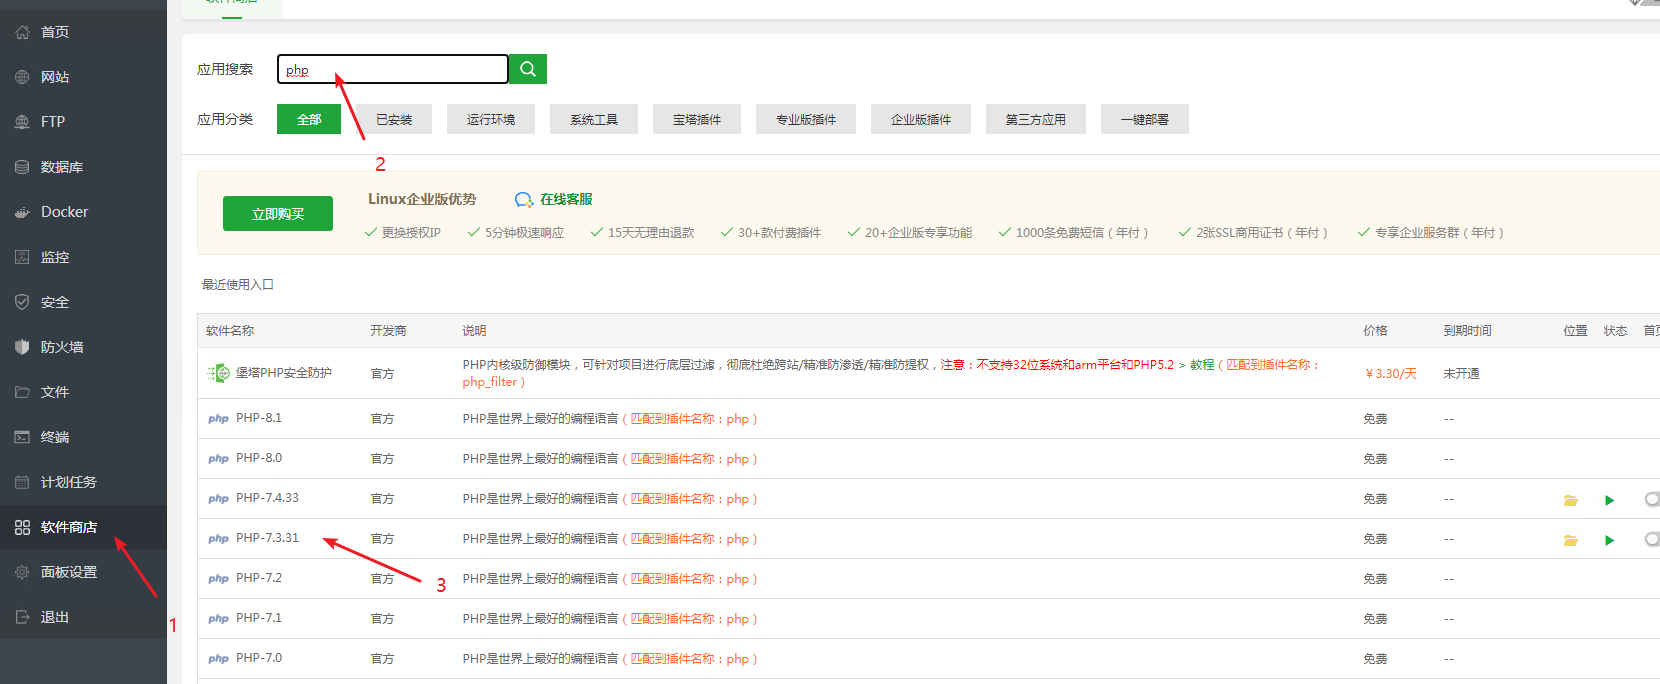 软件商店
首页
网站
FTP
数据库
Docker
监控
安全
防火墙
文件
终端
计划任务
软件商店
面板设置
退出
1
应用搜索 php
应用分类 全部 已安装 运行环境 系统工具 宝塔插件 专业版插件 企业版插件 第三方应用 一键部署
2
立即购买 Linux企业版优势 在线客服
更换授权IP 5分钟极速响应 15天无理由退款 30+款付费插件 20+企业版专享功能 1000条免费短信（年付） 2张SSL商用证书（年付） 专享企业服务群（年付）
最近使用入口
软件名称 开发商 说明 价格 到期时间 位置 状态 首页
堡塔PHP安全防护 官方 PHP内核级防御模块，可针对项目进行底层过滤，彻底杜绝跨站/精准防渗透/精准防提权，注意：不支持32位系统和arm平台和PHP5.2 > 教程（匹配到插件名称： ￥3.30/天 未开通
php_filter）
php PHP-8.1 官方 PHP是世界上最好的编程语言（匹配到插件名称：php） 免费 --
php PHP-8.0 官方 PHP是世界上最好的编程语言（匹配到插件名称：php） 免费 --
php PHP-7.4.33 官方 PHP是世界上最好的编程语言（匹配到插件名称：php） 免费 --
php PHP-7.3.31 官方 PHP是世界上最好的编程语言（匹配到插件名称：php） 免费 --
3
php PHP-7.2 官方 PHP是世界上最好的编程语言（匹配到插件名称：php） 免费 --
php PHP-7.1 官方 PHP是世界上最好的编程语言（匹配到插件名称：php） 免费 --
php PHP-7.0 官方 PHP是世界上最好的编程语言（匹配到插件名称：php） 免费 --